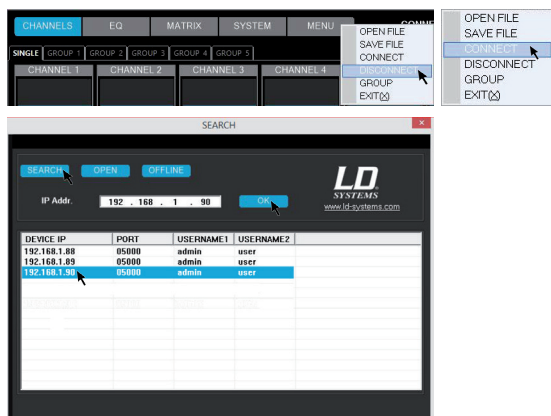 CHANNELS EQ MATRIX SYSTEM MENU
OPEN FILE
SAVE FILE
CONNECT
DISCONNECT
GROUP
EXIT(X)
SINGLE GROUP 1 GROUP 2 GROUP 3 GROUP 4 GROUP 5
CHANNEL 1 CHANNEL 2 CHANNEL 3 CHANNEL 4
OPEN FILE
SAVE FILE
CONNECT
DISCONNECT
GROUP
EXIT(X)
SEARCH
SEARCH OPEN OFFLINE
IP Addr. 192 . 168 . 1 . 90 OK
LD
SYSTEMS
www.ld-systems.com
DEVICE IP PORT USERNAME1 USERNAME2
192.168.1.88 05000 admin user
192.168.1.89 05000 admin user
192.168.1.90 05000 admin user